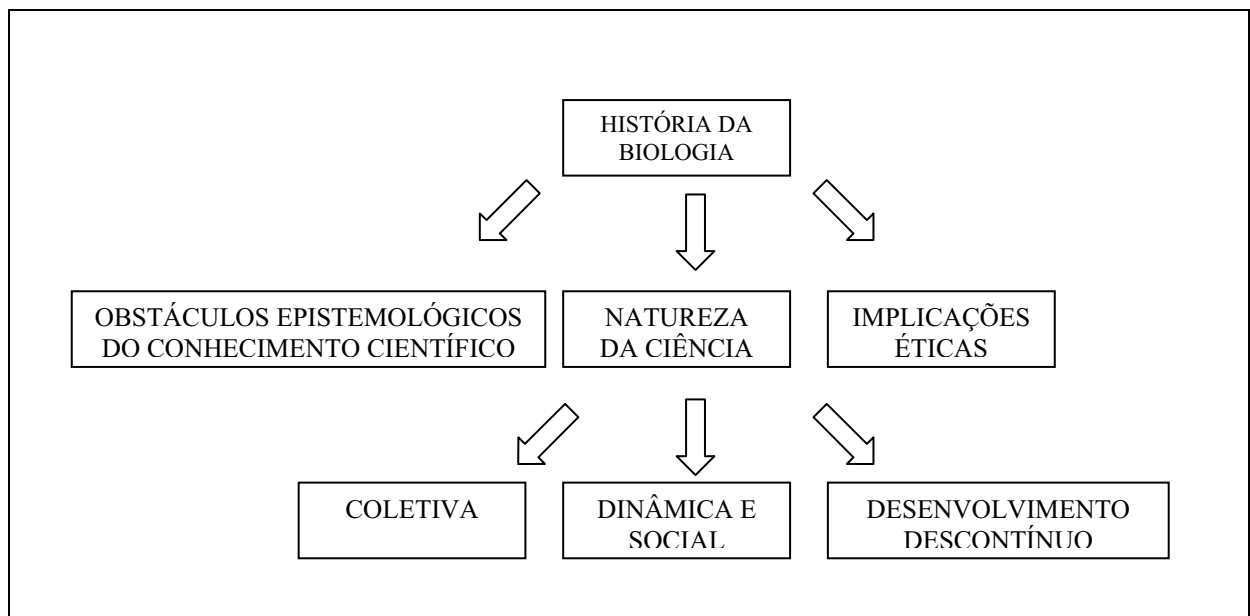 HISTÓRIA DA
BIOLOGIA
OBSTÁCULOS EPISTEMOLÓGICOS
DO CONHECIMENTO CIENTÍFICO
NATUREZA
DA CIÊNCIA
IMPLICAÇÕES
ÉTICAS
COLETIVA
DINÂMICA E
SOCIAL
DESENVOLVIMENTO
DESCONTÍNUO